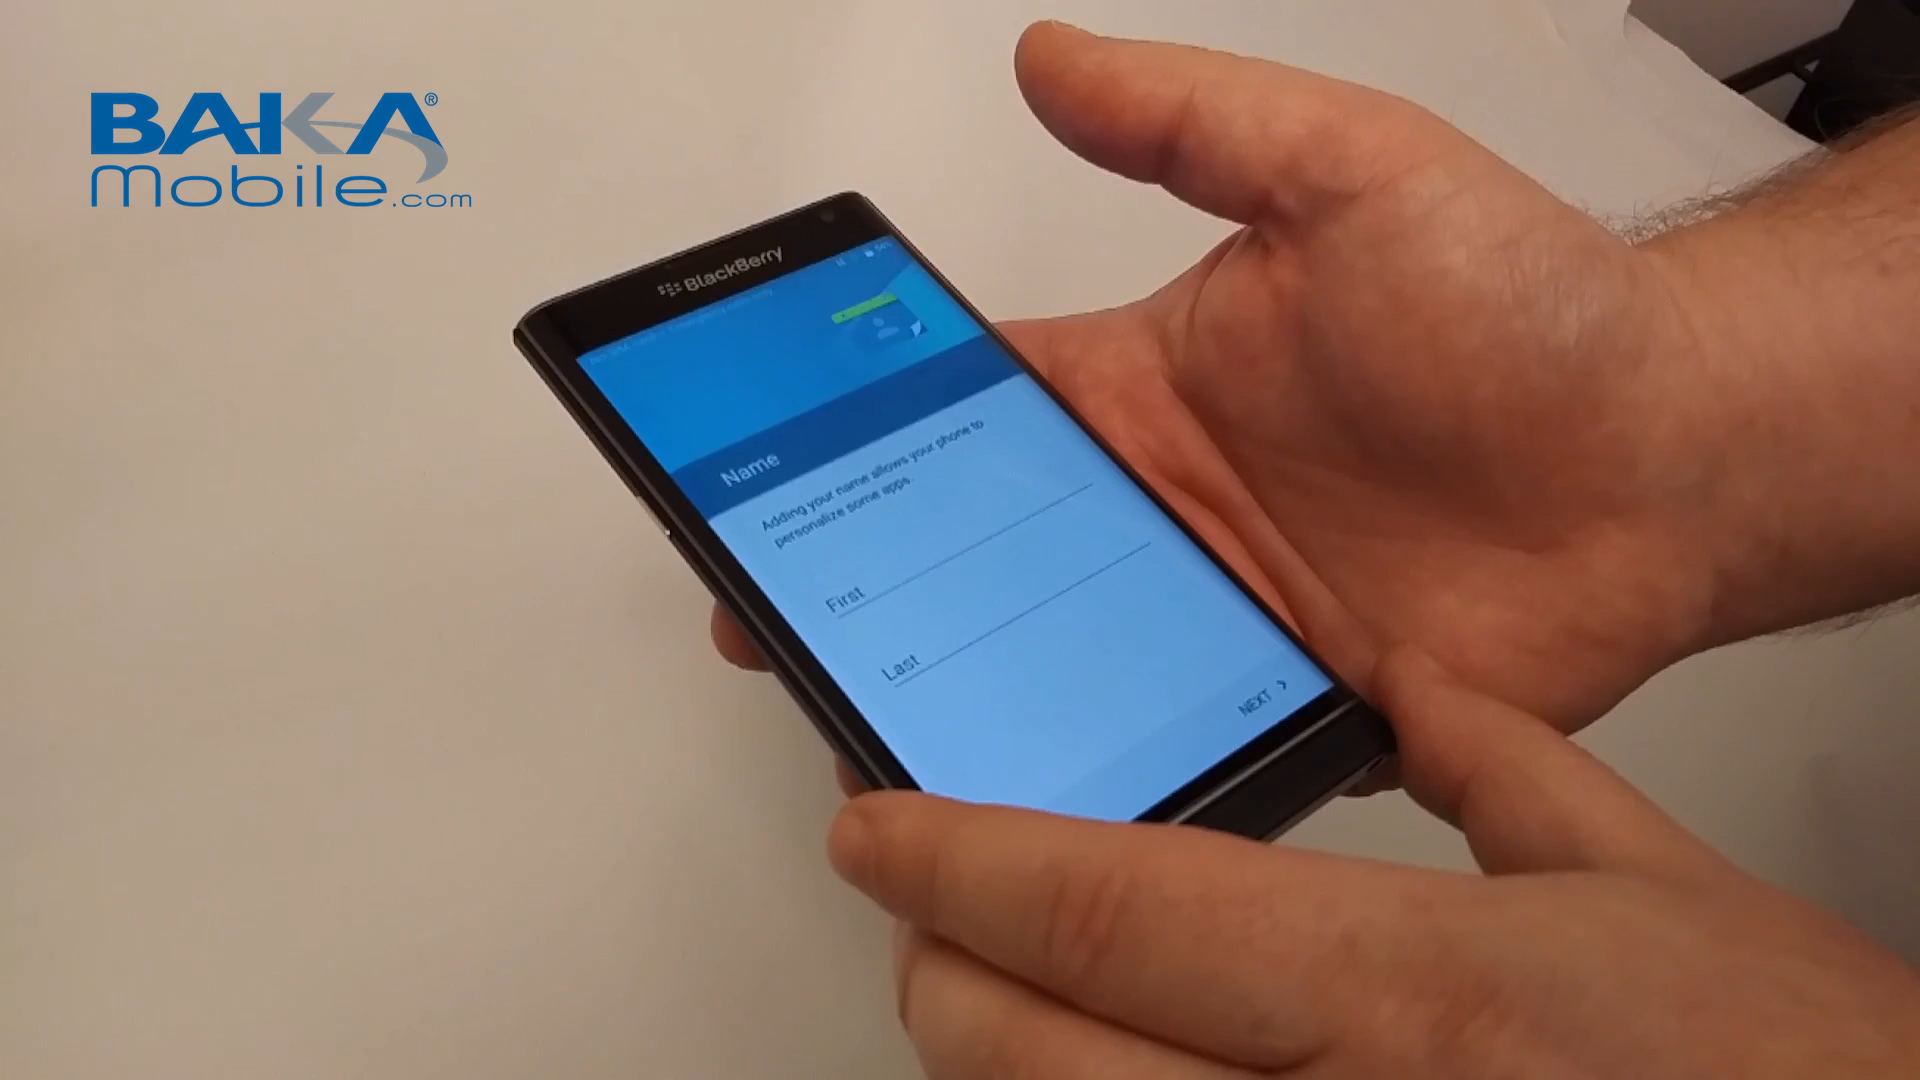 BAKA®
Mobile.com
BlackBerry
Name
Adding your name allows your phone to
personalize some apps.
First
Last
NEXT >